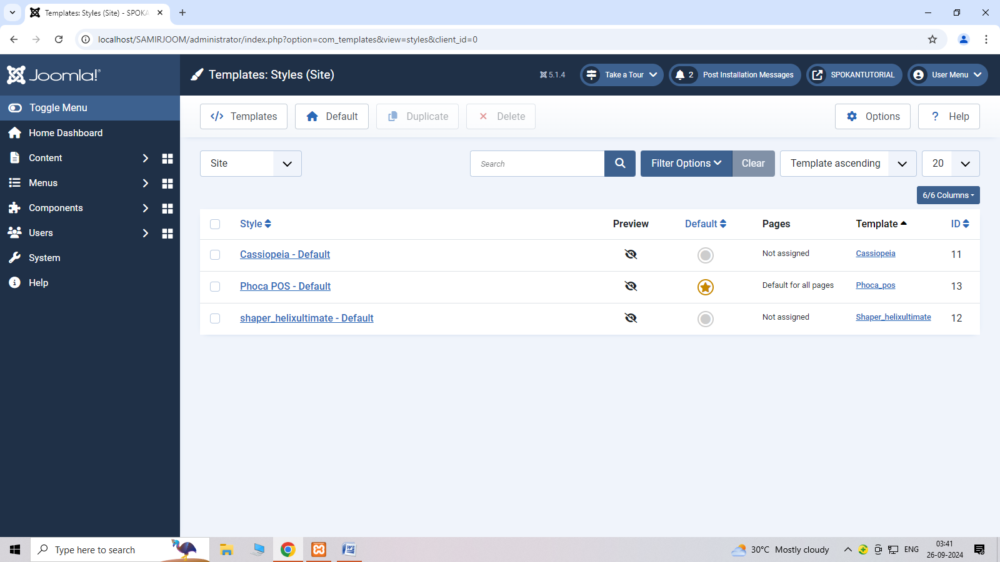 Templates: Styles (Site) - SPOKA
localhost/SAMIRJOOM/administrator/index.php?option=com_templates&view=styles&client_id=0
Joomla!
Templates: Styles (Site)
5.1.4
Take a Tour
2 Post Installation Messages
SPOKANTUTORIAL
User Menu
Toggle Menu
Home Dashboard
Content
Menus
Components
Users
System
Help
Templates
Default
Duplicate
Delete
Options
? Help
Site
Search
Filter Options
Clear
Template ascending
20
6/6 Columns
Style Preview Default Pages Template ID
Cassiopeia - Default Not assigned Cassiopeia 11
Phoca POS - Default Default for all pages Phoca_pos 13
shaper_helixultimate - Default Not assigned Shaper_helixultimate 12
Type here to search
30°C Mostly cloudy
ENG
03:41
26-09-2024